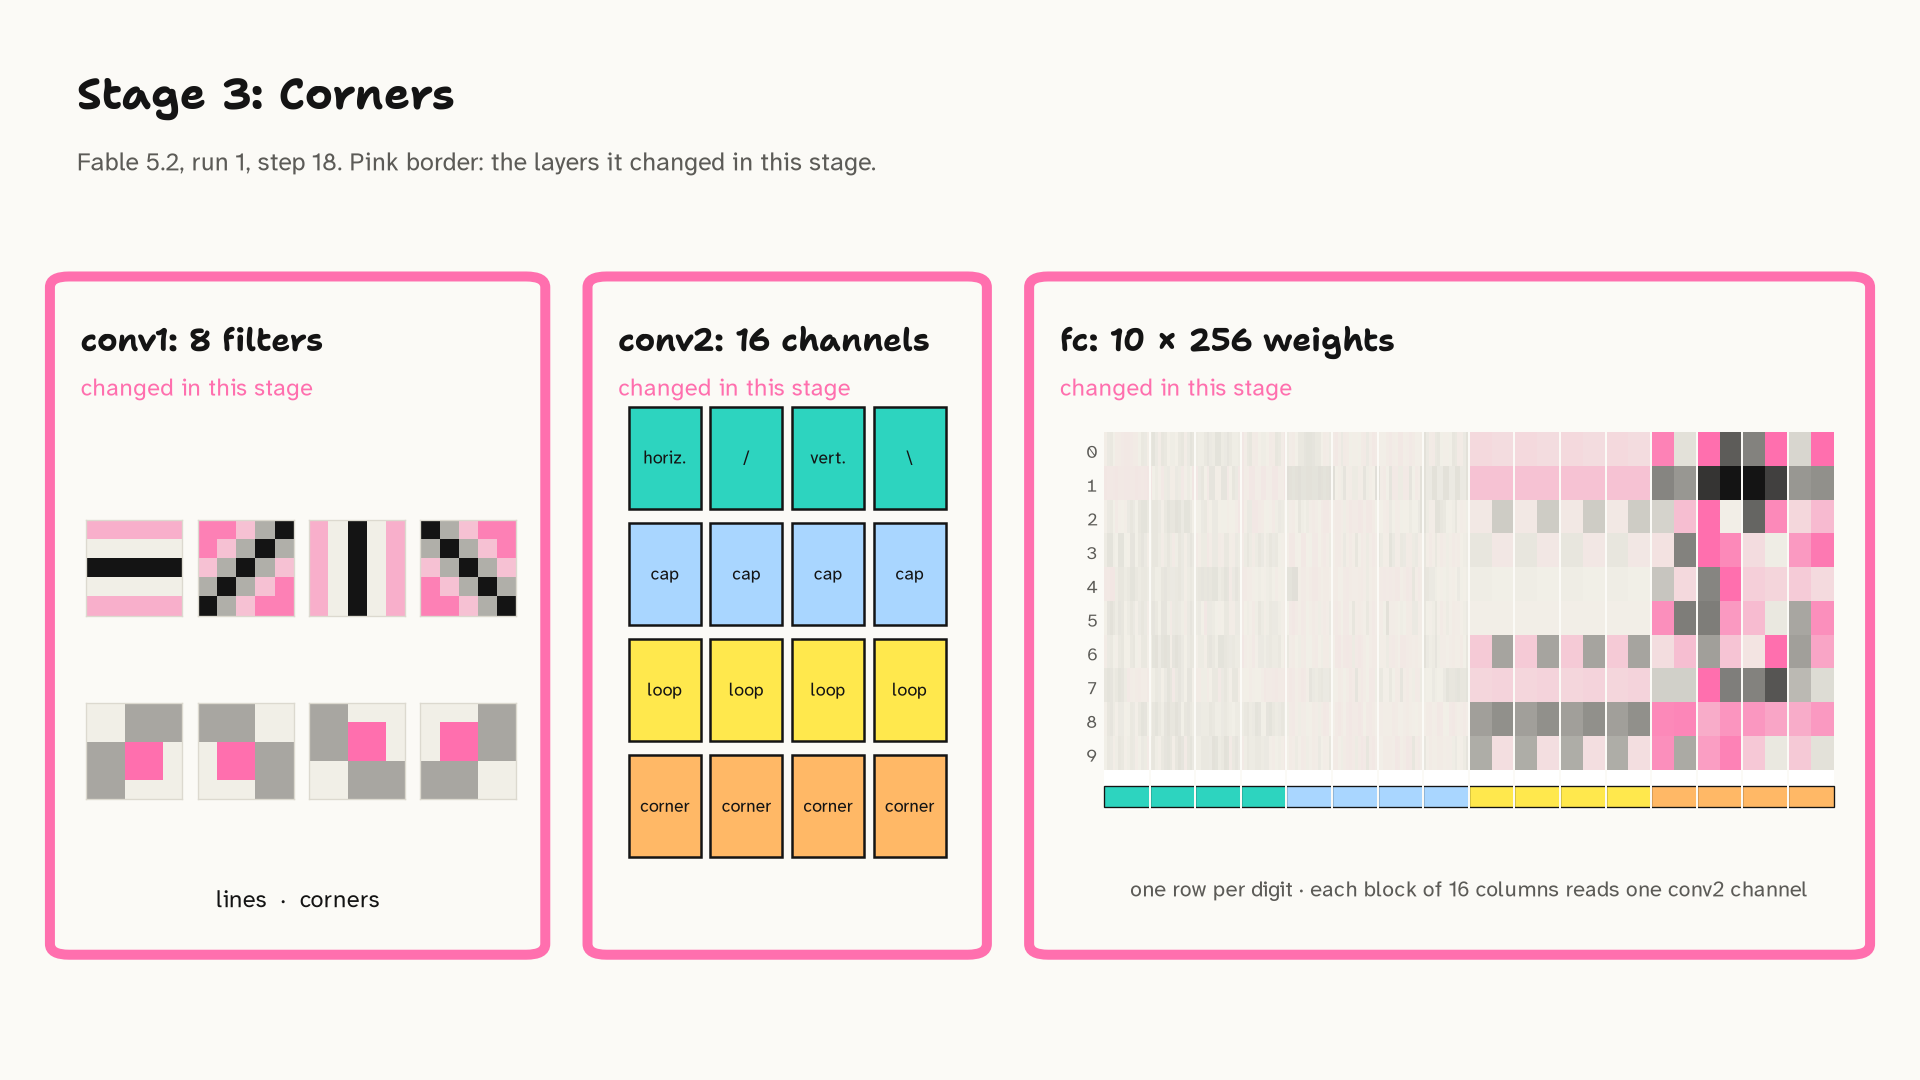 Stage 3: Corners
Fable 5.2, run 1, step 18. Pink border: the layers it changed in this stage.
conv1: 8 filters
changed in this stage
lines · corners
conv2: 16 channels
changed in this stage
horiz. / vert. \
cap cap cap cap
loop loop loop loop
corner corner corner corner
fc: 10 × 256 weights
changed in this stage
0
1
2
3
4
5
6
7
8
9
one row per digit · each block of 16 columns reads one conv2 channel